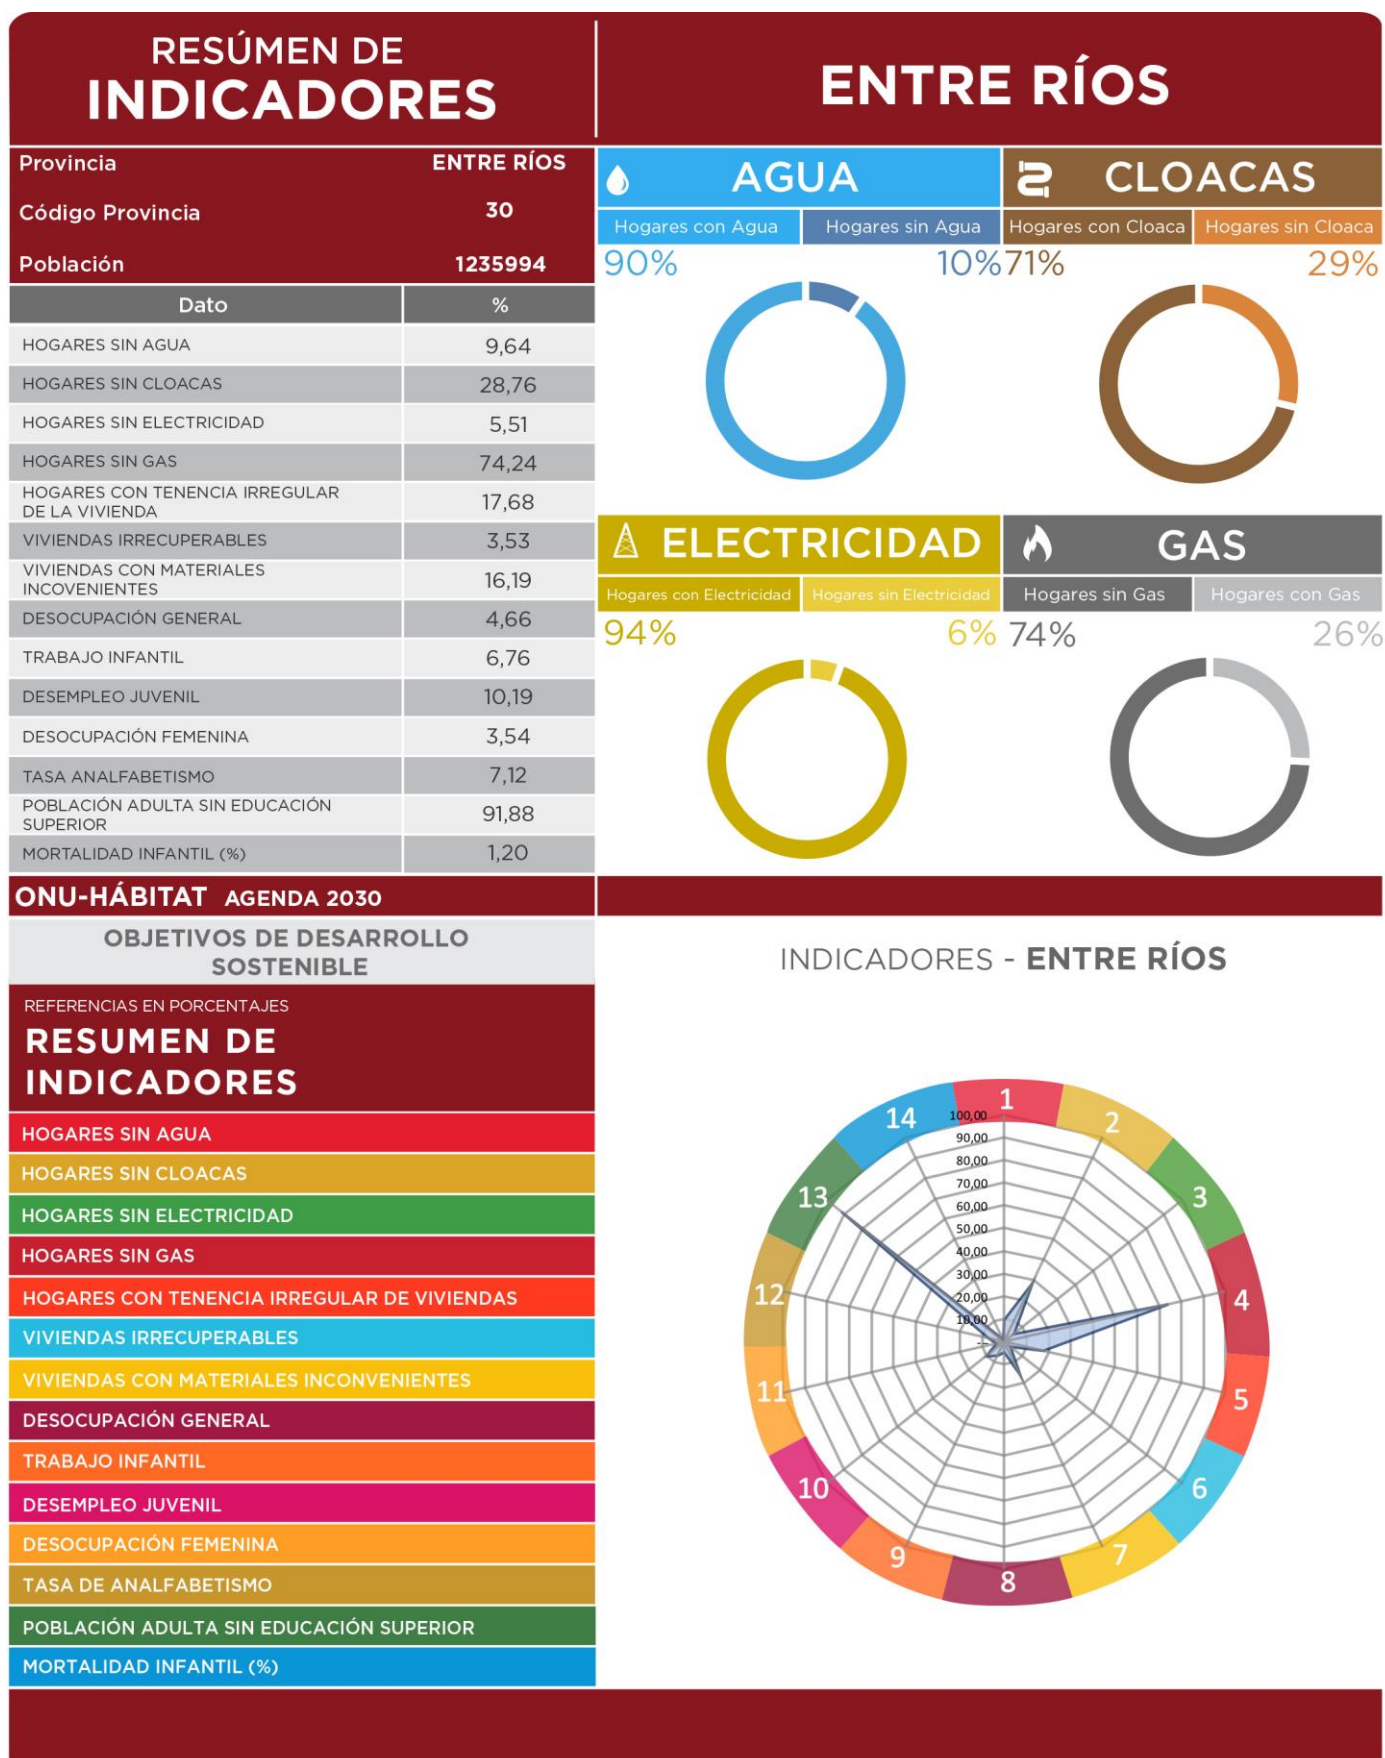 RESÚMEN DE
INDICADORES
ENTRE RÍOS
Provincia ENTRE RÍOS
Código Provincia 30
Población 1235994
Dato %
HOGARES SIN AGUA 9,64
HOGARES SIN CLOACAS 28,76
HOGARES SIN ELECTRICIDAD 5,51
HOGARES SIN GAS 74,24
HOGARES CON TENENCIA IRREGULAR
DE LA VIVIENDA 17,68
VIVIENDAS IRRECUPERABLES 3,53
VIVIENDAS CON MATERIALES
INCOVENIENTES 16,19
DESOCUPACIÓN GENERAL 4,66
TRABAJO INFANTIL 6,76
DESEMPLEO JUVENIL 10,19
DESOCUPACIÓN FEMENINA 3,54
TASA ANALFABETISMO 7,12
POBLACIÓN ADULTA SIN EDUCACIÓN
SUPERIOR 91,88
MORTALIDAD INFANTIL (%) 1,20
AGUA
Hogares con Agua Hogares sin Agua
90% 10%
CLOACAS
Hogares con Cloaca Hogares sin Cloaca
71% 29%
ELECTRICIDAD
Hogares con Electricidad Hogares sin Electricidad
94% 6%
GAS
Hogares sin Gas Hogares con Gas
74% 26%
ONU-HÁBITAT AGENDA 2030
OBJETIVOS DE DESARROLLO
SOSTENIBLE
REFERENCIAS EN PORCENTAJES
RESUMEN DE
INDICADORES
HOGARES SIN AGUA
HOGARES SIN CLOACAS
HOGARES SIN ELECTRICIDAD
HOGARES SIN GAS
HOGARES CON TENENCIA IRREGULAR DE VIVIENDAS
VIVIENDAS IRRECUPERABLES
VIVIENDAS CON MATERIALES INCONVENIENTES
DESOCUPACIÓN GENERAL
TRABAJO INFANTIL
DESEMPLEO JUVENIL
DESOCUPACIÓN FEMENINA
TASA DE ANALFABETISMO
POBLACIÓN ADULTA SIN EDUCACIÓN SUPERIOR
MORTALIDAD INFANTIL (%)
INDICADORES - ENTRE RÍOS
1
2
3
4
5
6
7
8
9
10
11
12
13
14
100,00
90,00
80,00
70,00
60,00
50,00
40,00
30,00
20,00
10,00
-